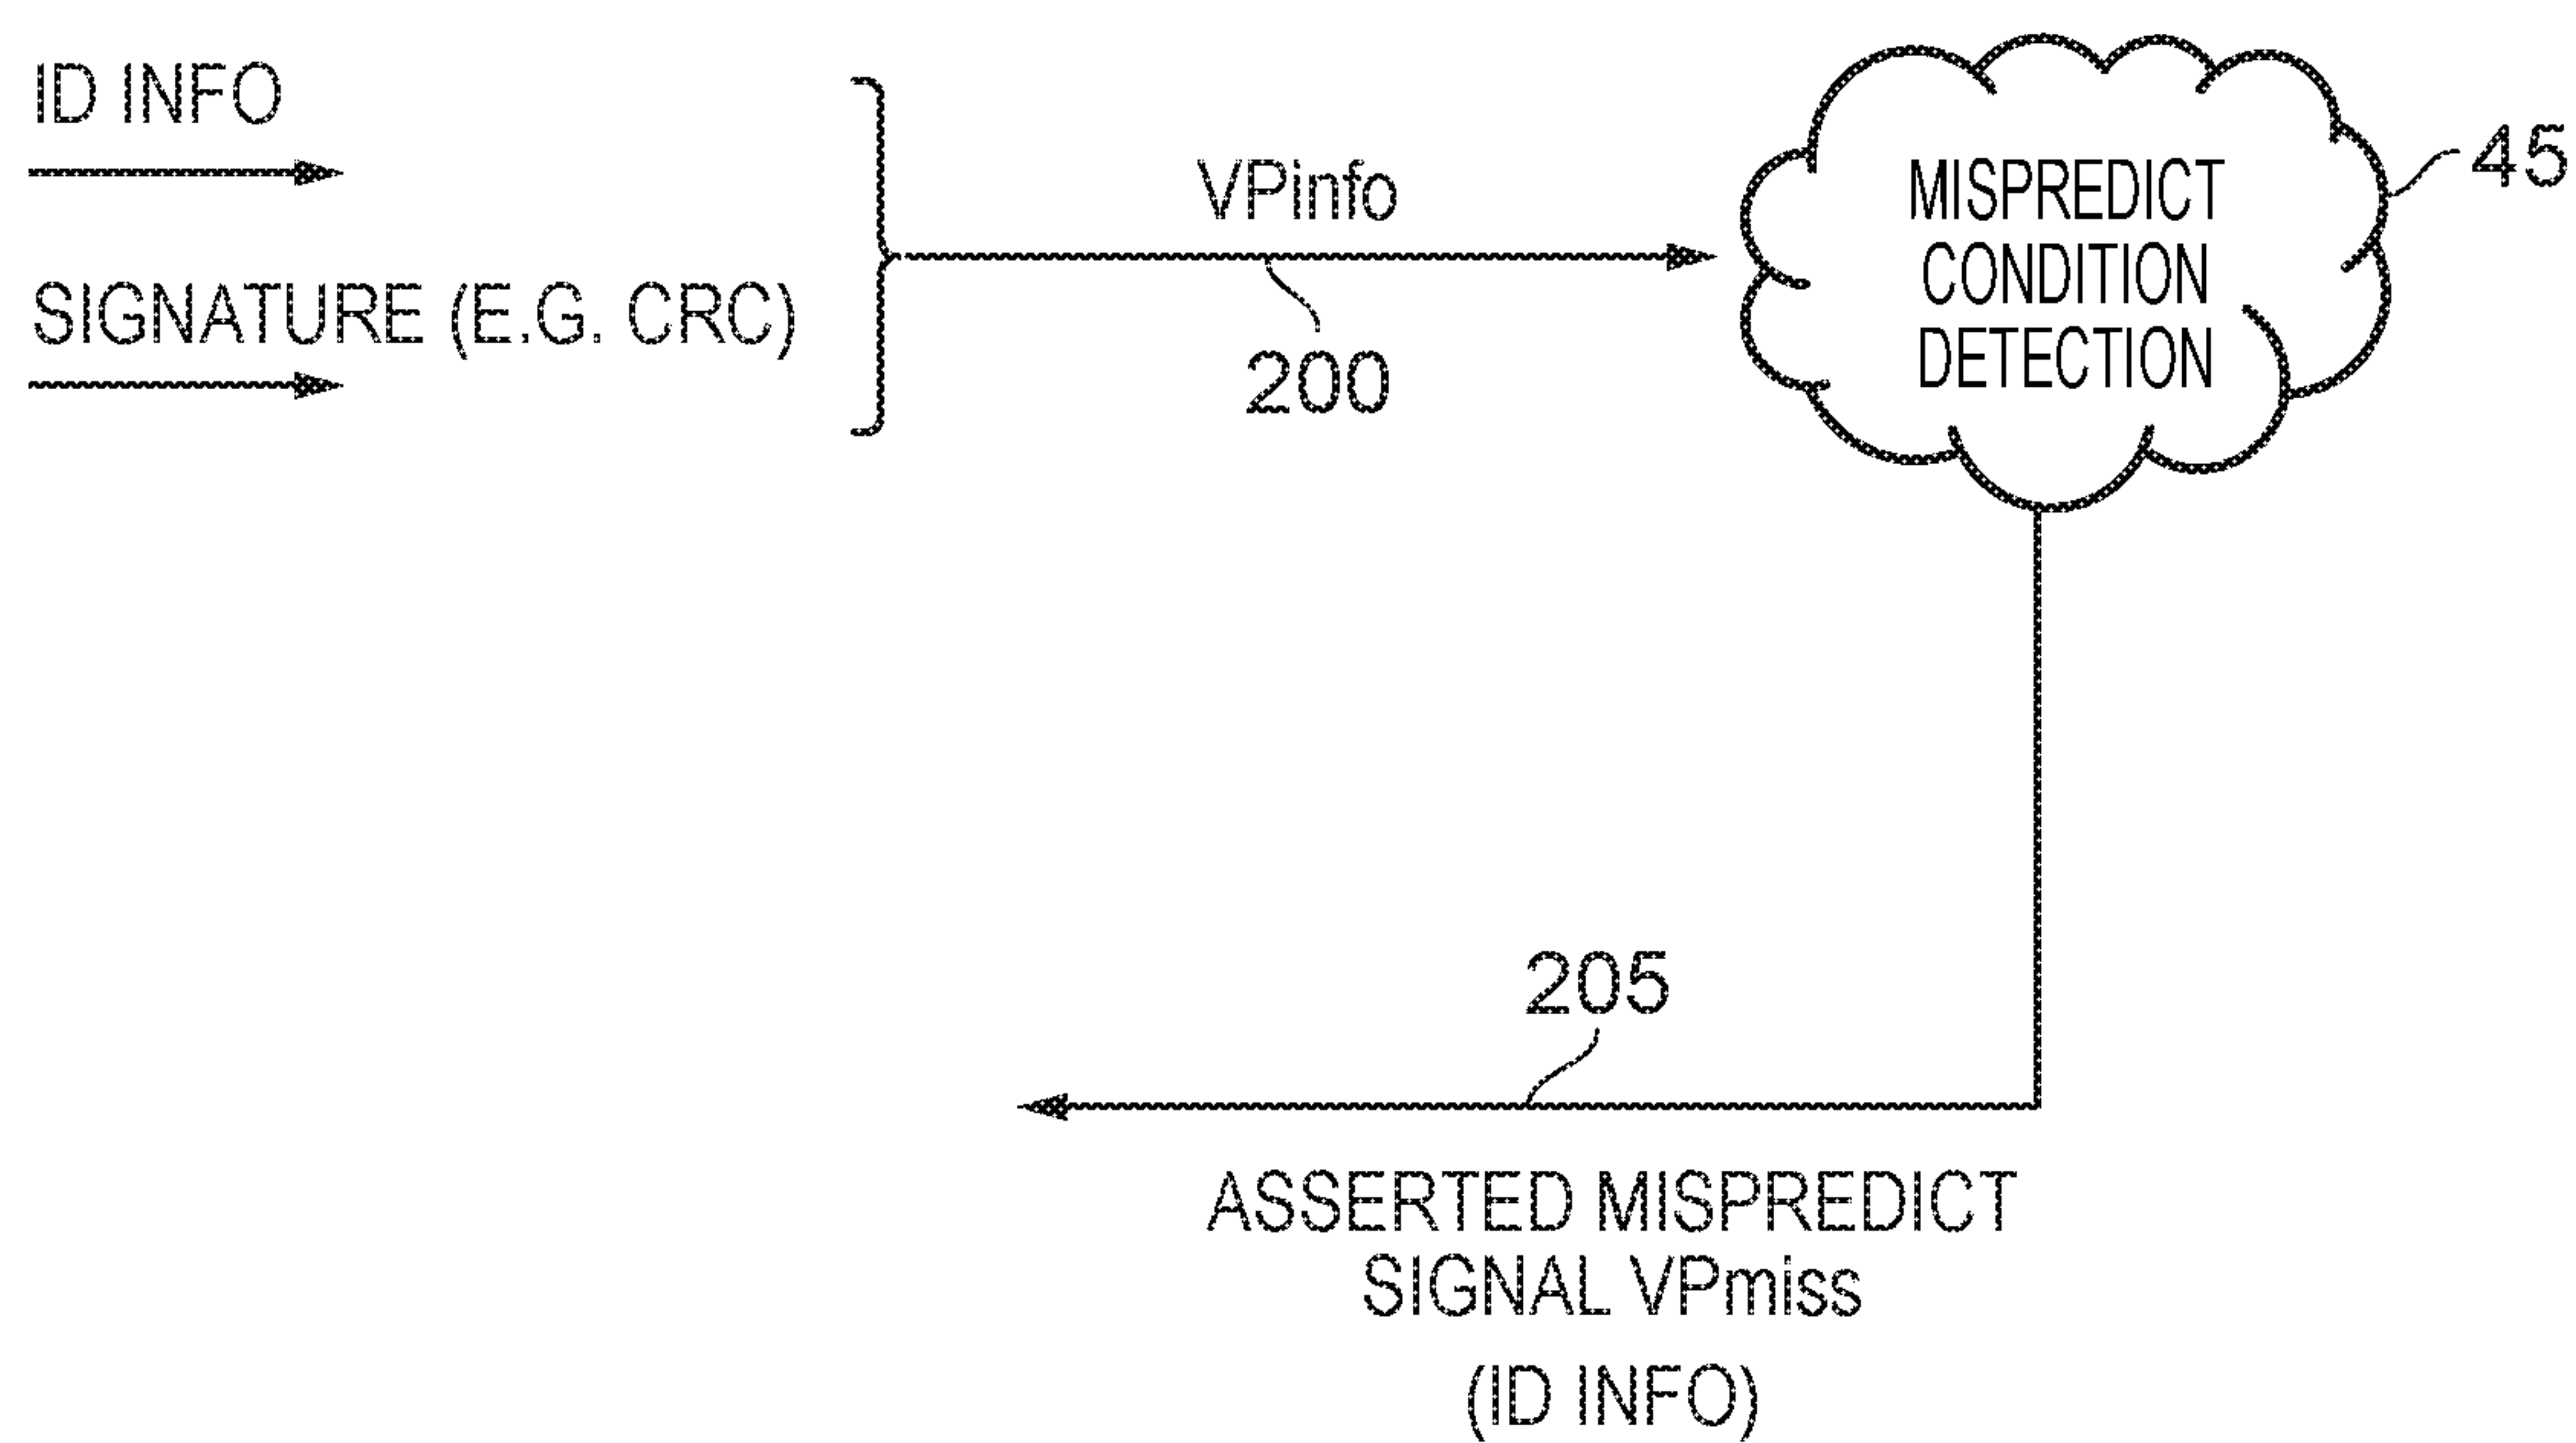 ID INFO
SIGNATURE (E.G. CRC)
VPinfo
200
MISPREDICT
CONDITION
DETECTION
45
205
ASSERTED MISPREDICT
SIGNAL VPmiss
(ID INFO)